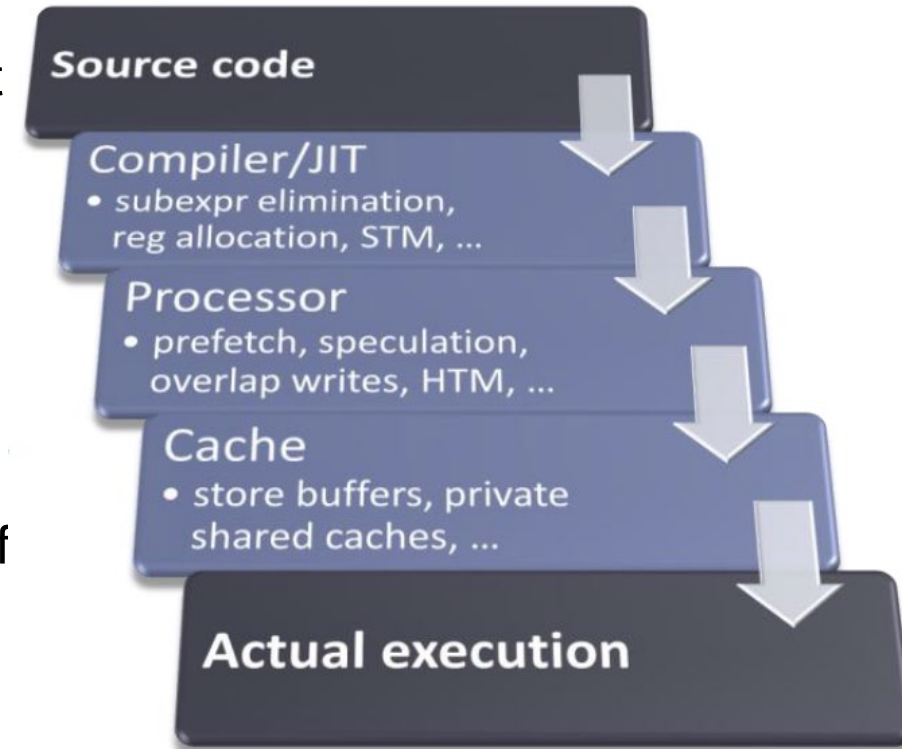 Source code
Compiler/JIT
• subexpr elimination,
reg allocation, STM, ...
Processor
• prefetch, speculation,
overlap writes, HTM, ...
Cache
• store buffers, private
shared caches, ...
f
Actual execution